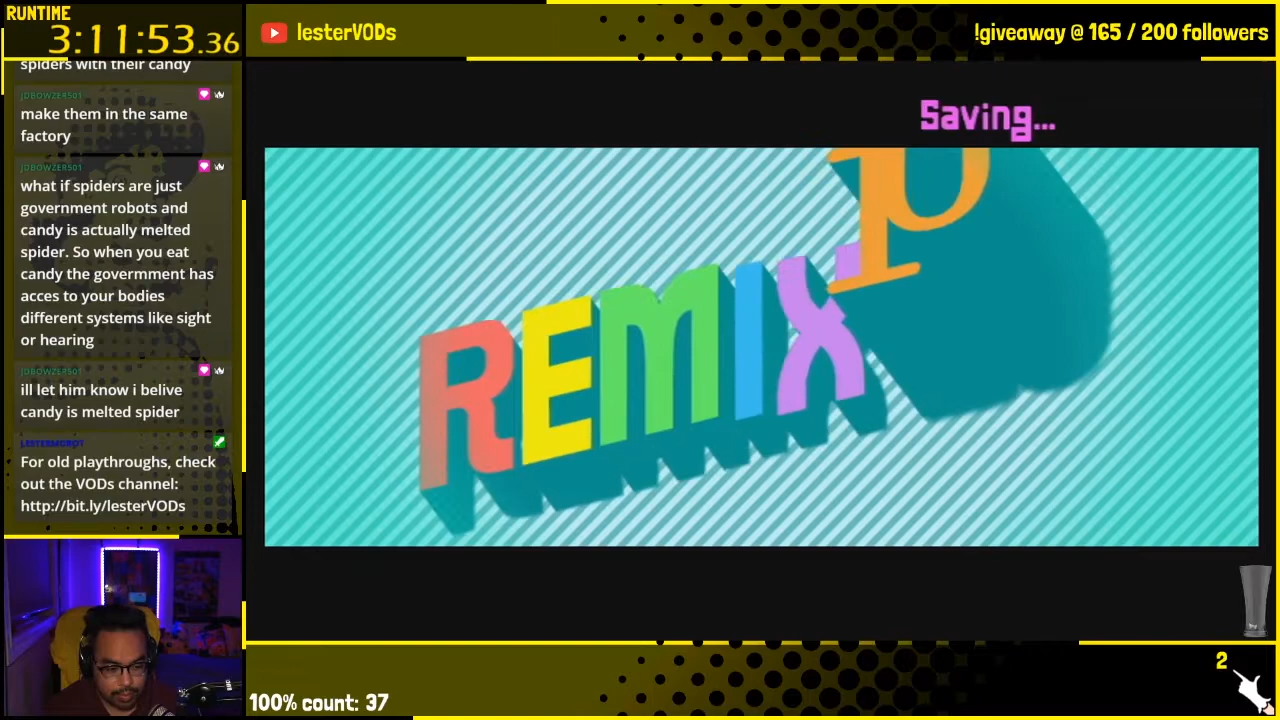 RUNTIME
3:11:53.36
lesterVODs
!giveaway @ 165 / 200 followers
spiders with their candy
JDBOWZER501
make them in the same
factory
JDBOWZER501
what if spiders are just
government robots and
candy is actually melted
spider. So when you eat
candy the govermment has
acces to your bodies
different systems like sight
or hearing
JDBOWZER501
ill let him know i belive
candy is melted spider
For old playthroughs, check
out the VODs channel:
http://bit.ly/lesterVODs
Saving...
REMIX
p
100% count: 37
2